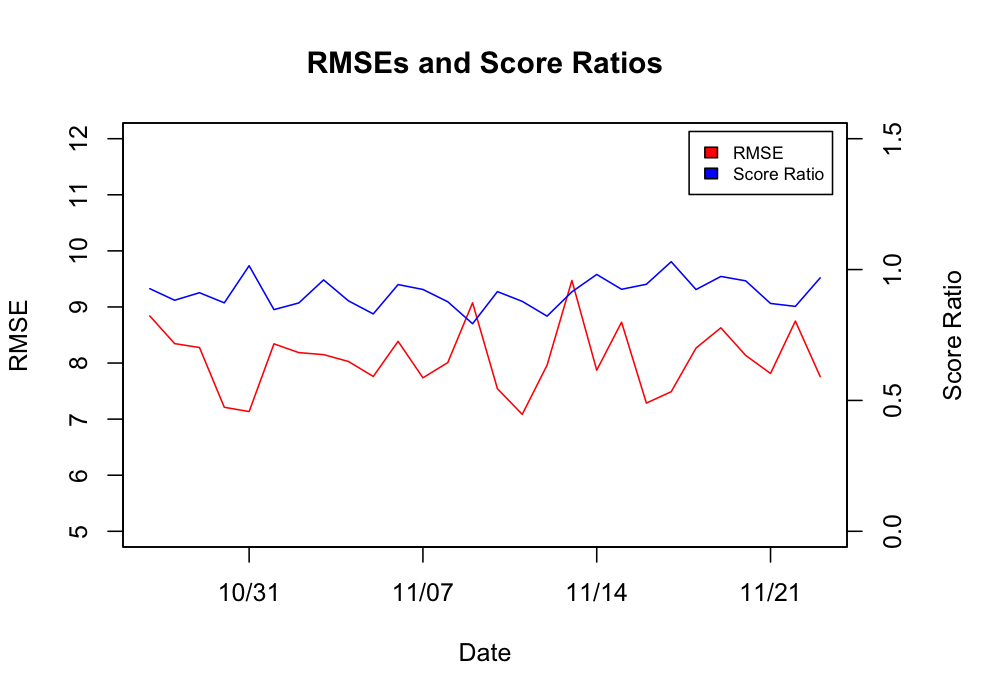 RMSEs and Score Ratios
RMSE
Score Ratio
12
11
10
9
8
7
6
5
RMSE
1.5
1.0
0.5
0.0
Score Ratio
10/31
11/07
11/14
11/21
Date